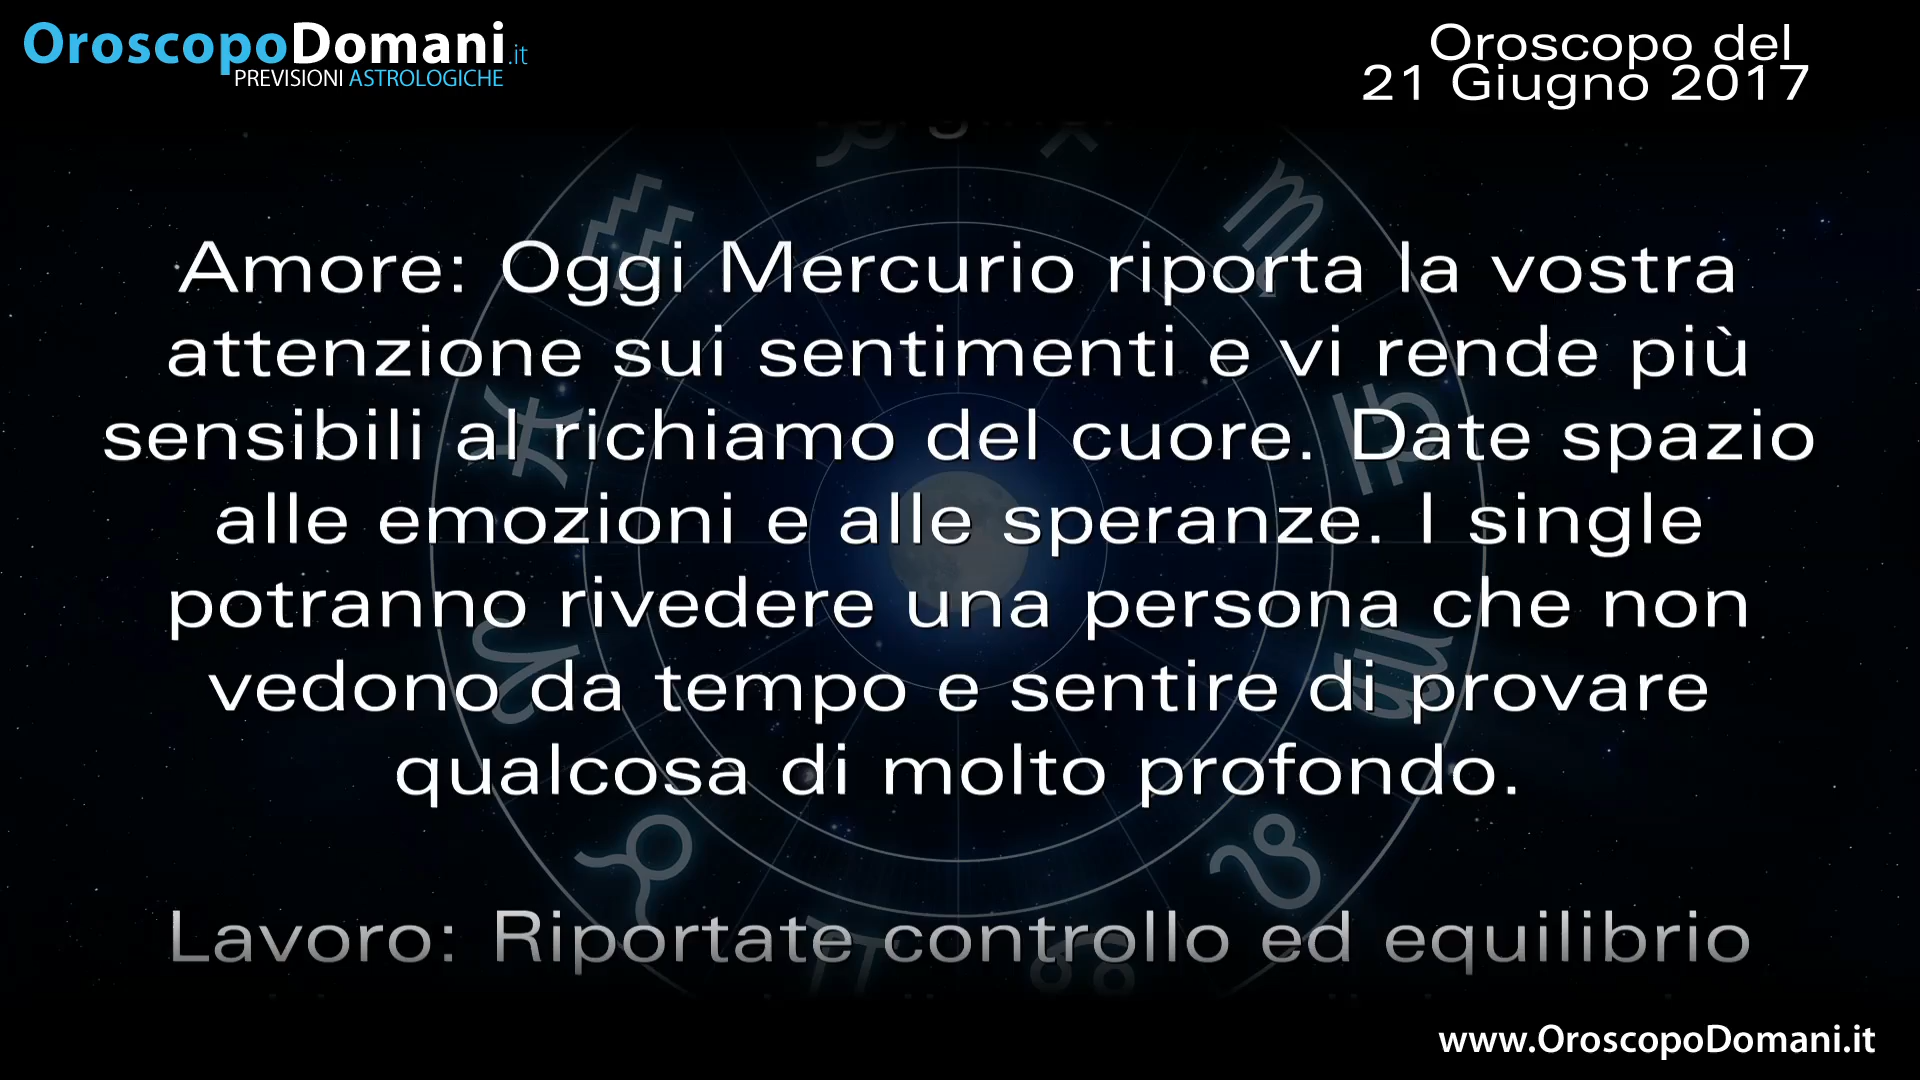 OroscopoDomani.it
PREVISIONI ASTROLOGICHE
Oroscopo del
21 Giugno 2017
Amore: Oggi Mercurio riporta la vostra
attenzione sui sentimenti e vi rende più
sensibili al richiamo del cuore. Date spazio
alle emozioni e alle speranze. I single
potranno rivedere una persona che non
vedono da tempo e sentire di provare
qualcosa di molto profondo.
Lavoro: Riportate controllo ed equilibrio
www.OroscopoDomani.it